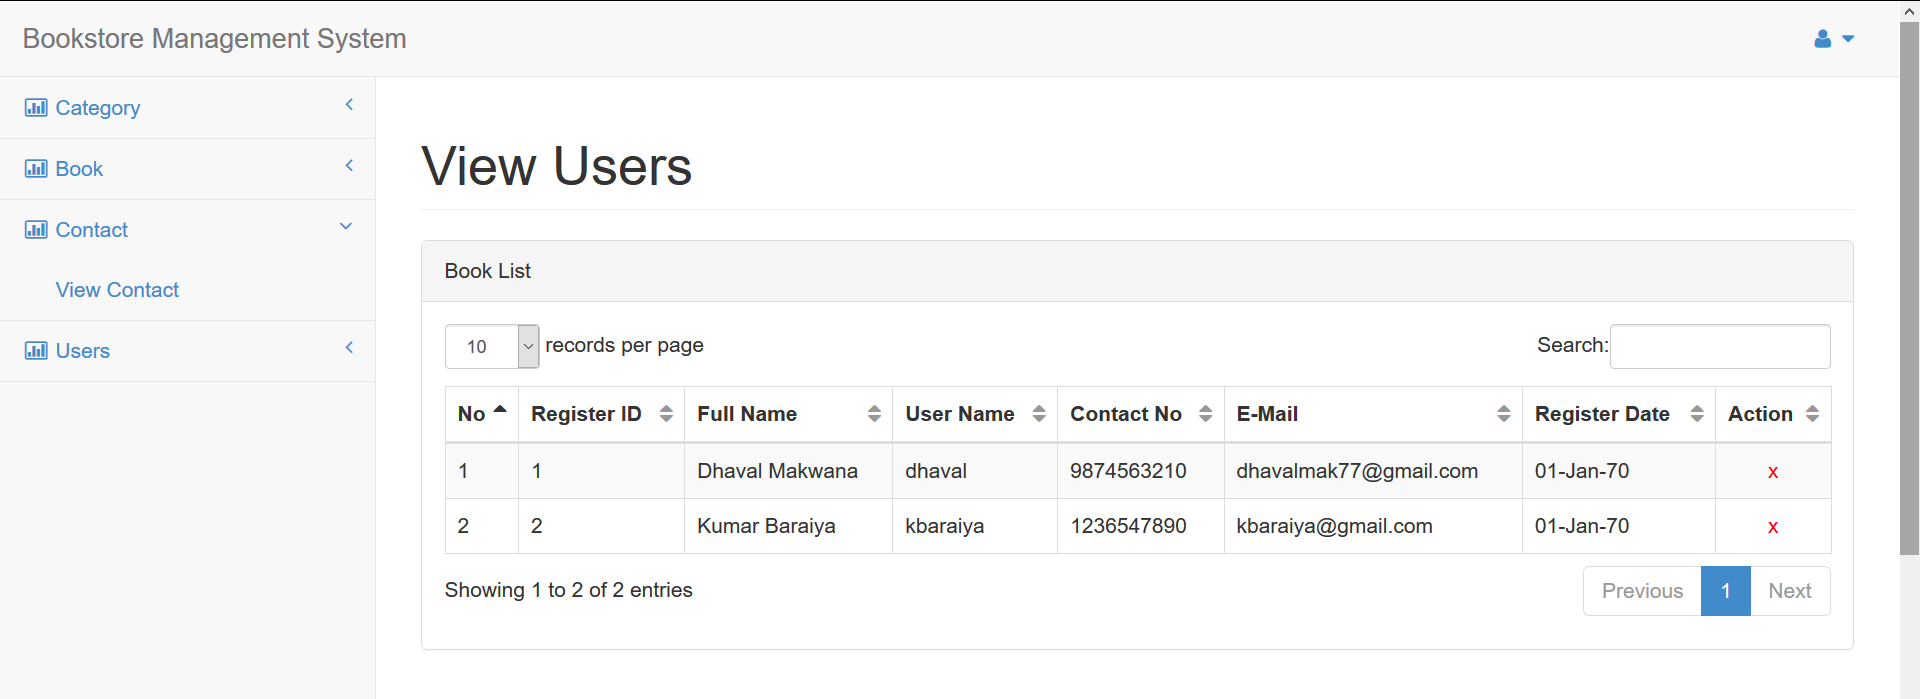 Bookstore Management System
Category
Book
Contact
View Contact
Users
View Users
Book List
10 records per page Search:
No Register ID Full Name User Name Contact No E-Mail Register Date Action
1 1 Dhaval Makwana dhaval 9874563210 dhavalmak77@gmail.com 01-Jan-70 x
2 2 Kumar Baraiya kbaraiya 1236547890 kbaraiya@gmail.com 01-Jan-70 x
Showing 1 to 2 of 2 entries Previous 1 Next